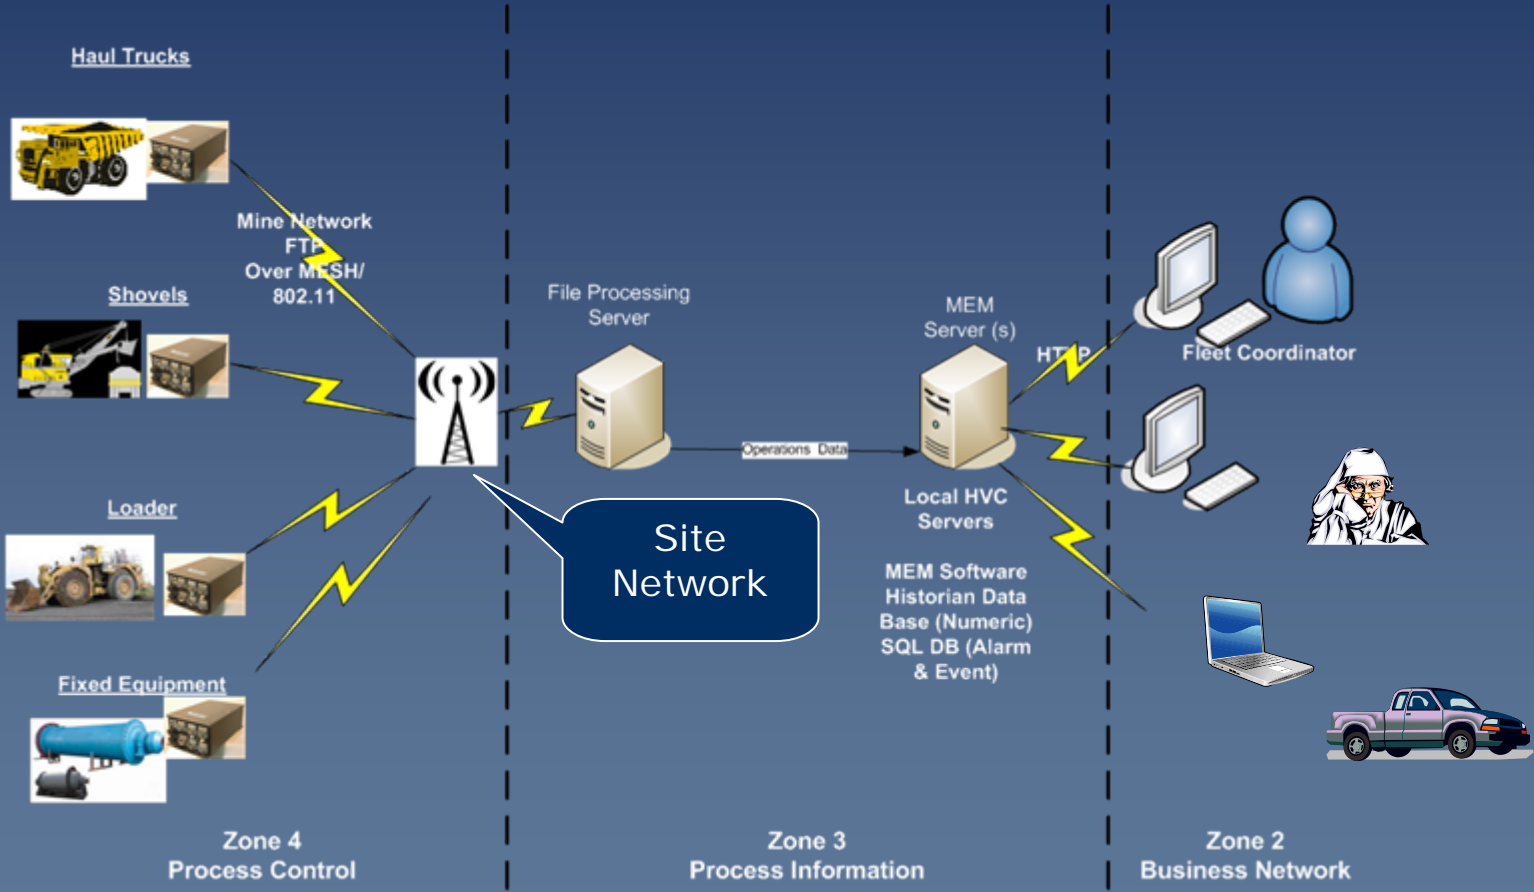 Haul Trucks
Mine Network
FTP
Over MESH/
802.11
Shovels
Loader
Fixed Equipment
Zone 4
Process Control
File Processing
Server
Operations Data
Site
Network
MEM
Server (s)
HTTP
Local HVC
Servers
MEM Software
Historian Data
Base (Numeric)
SQL DB (Alarm
& Event)
Zone 3
Process Information
Fleet Coordinator
Zone 2
Business Network